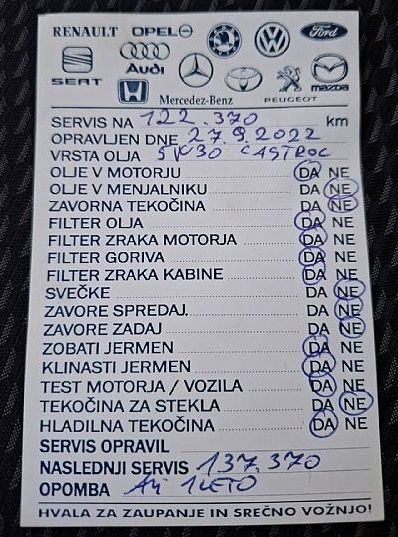 RENAULT OPEL VW Ford
SEAT Audi mazda
Mercedes-Benz PEUGEOT
SERVIS NA 122.370 km
OPRAVLJEN DNE 27.9.2022
VRSTA OLJA 5W30 CASTROL
OLJE V MOTORJU DA NE
OLJE V MENJALNIKU DA NE
ZAVORNA TEKOČINA DA NE
FILTER OLJA DA NE
FILTER ZRAKA MOTORJA DA NE
FILTER GORIVA DA NE
FILTER ZRAKA KABINE DA NE
SVEČKE DA NE
ZAVORE SPREDAJ. DA NE
ZAVORE ZADAJ DA NE
ZOBATI JERMEN DA NE
KLINASTI JERMEN DA NE
TEST MOTORJA / VOZILA DA NE
TEKOČINA ZA STEKLA DA NE
HLADILNA TEKOČINA DA NE
SERVIS OPRAVIL
NASLEDNJI SERVIS 137.370
OPOMBA Ali 1 LETO
HVALA ZA ZAUPANJE IN SREČNO VOŽNJO!